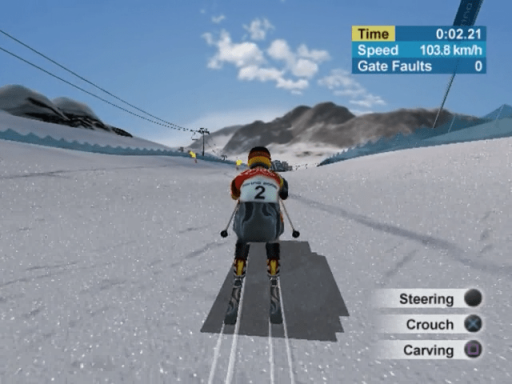 Time 0:02.21
Speed 103.8 km/h
Gate Faults 0
2
Steering
Crouch
Carving